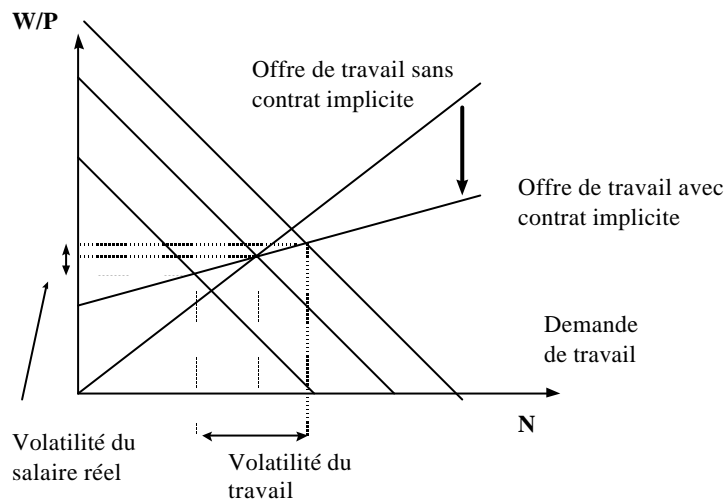 W/P
Offre de travail sans
contrat implicite
Offre de travail avec
contrat implicite
Demande
de travail
N
Volatilité du
salaire réel
Volatilité du
travail